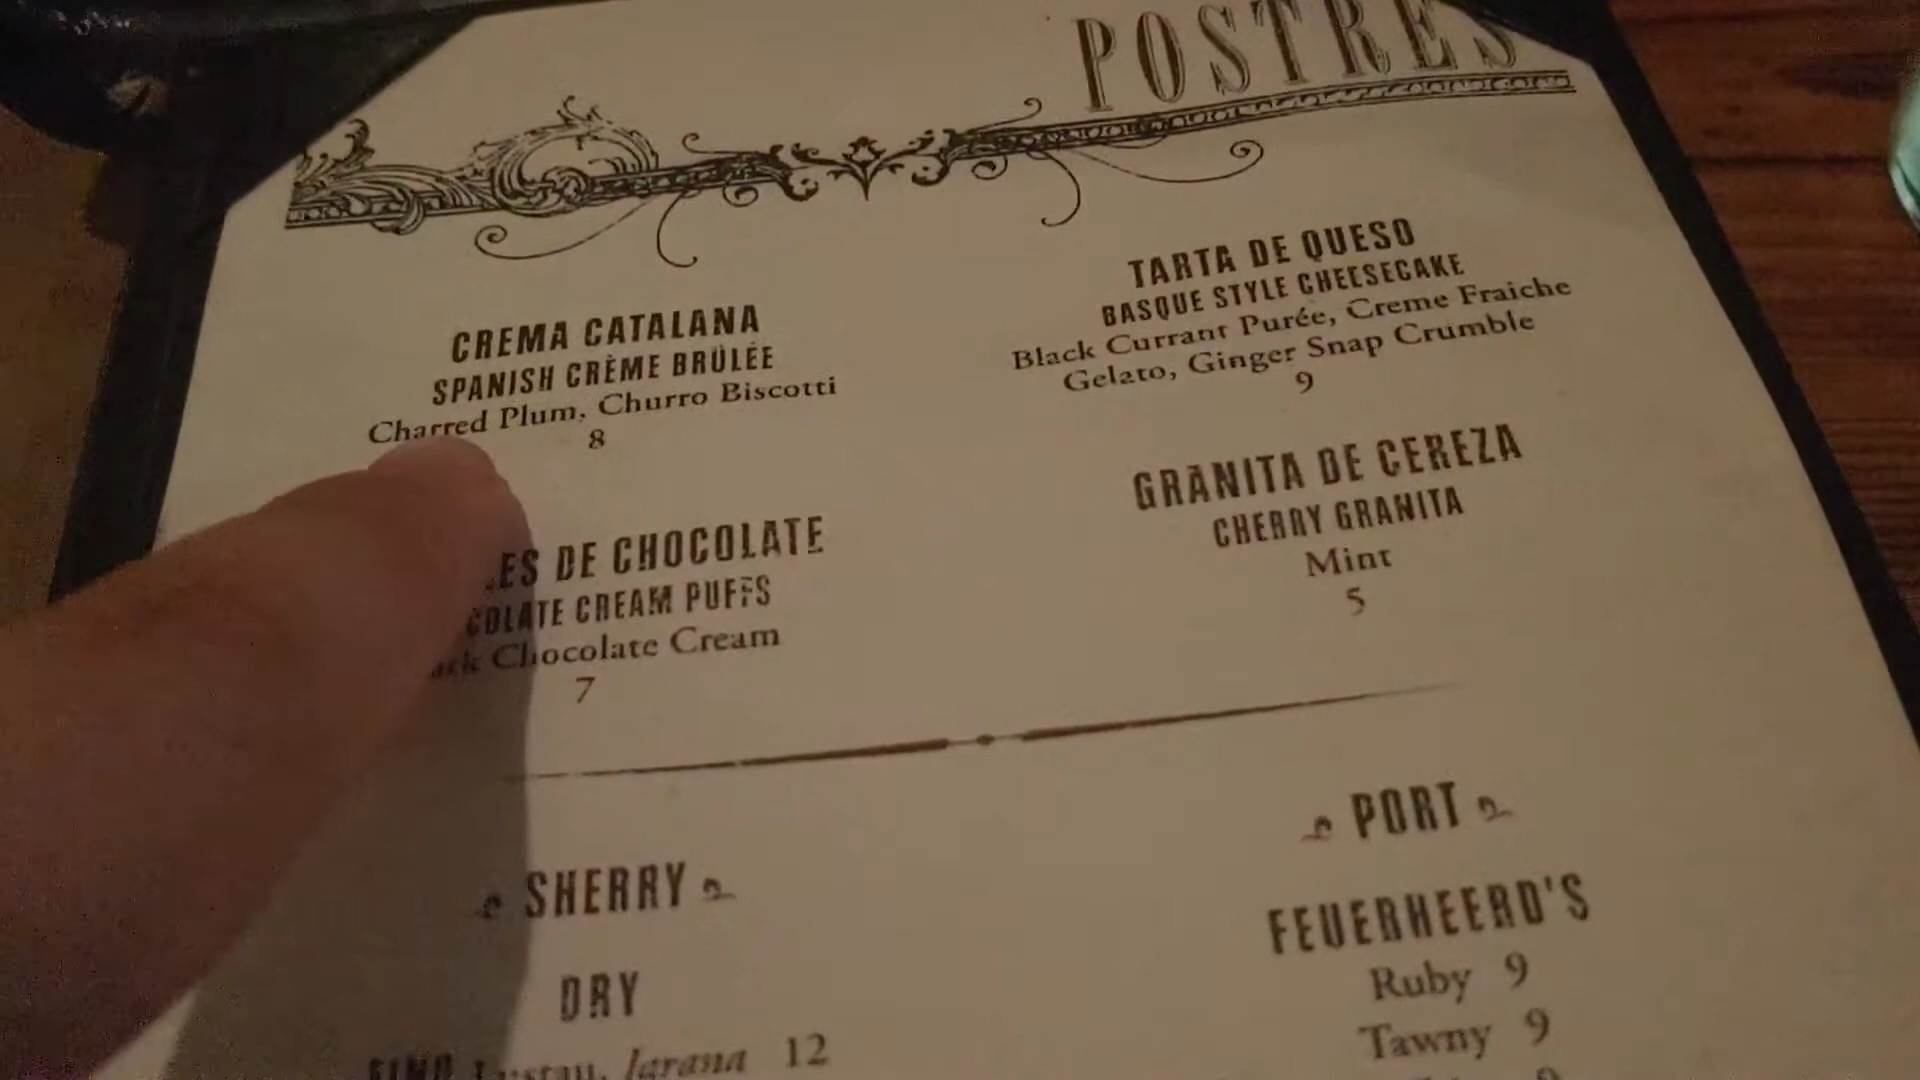 POSTRES
CREMA CATALANA
SPANISH CRÈME BRÛLÉE
Charred Plum, Churro Biscotti
8
DE CHOCOLATE
CREAM PUFFS
Chocolate Cream
7
TARTA DE QUESO
BASQUE STYLE CHEESECAKE
Black Currant Purée, Creme Fraiche
Gelato, Ginger Snap Crumble
9
GRANITA DE CEREZA
CHERRY GRANITA
Mint
5
SHERRY
DRY
Jarana 12
PORT
FEUERHEERD'S
Ruby 9
Tawny 9